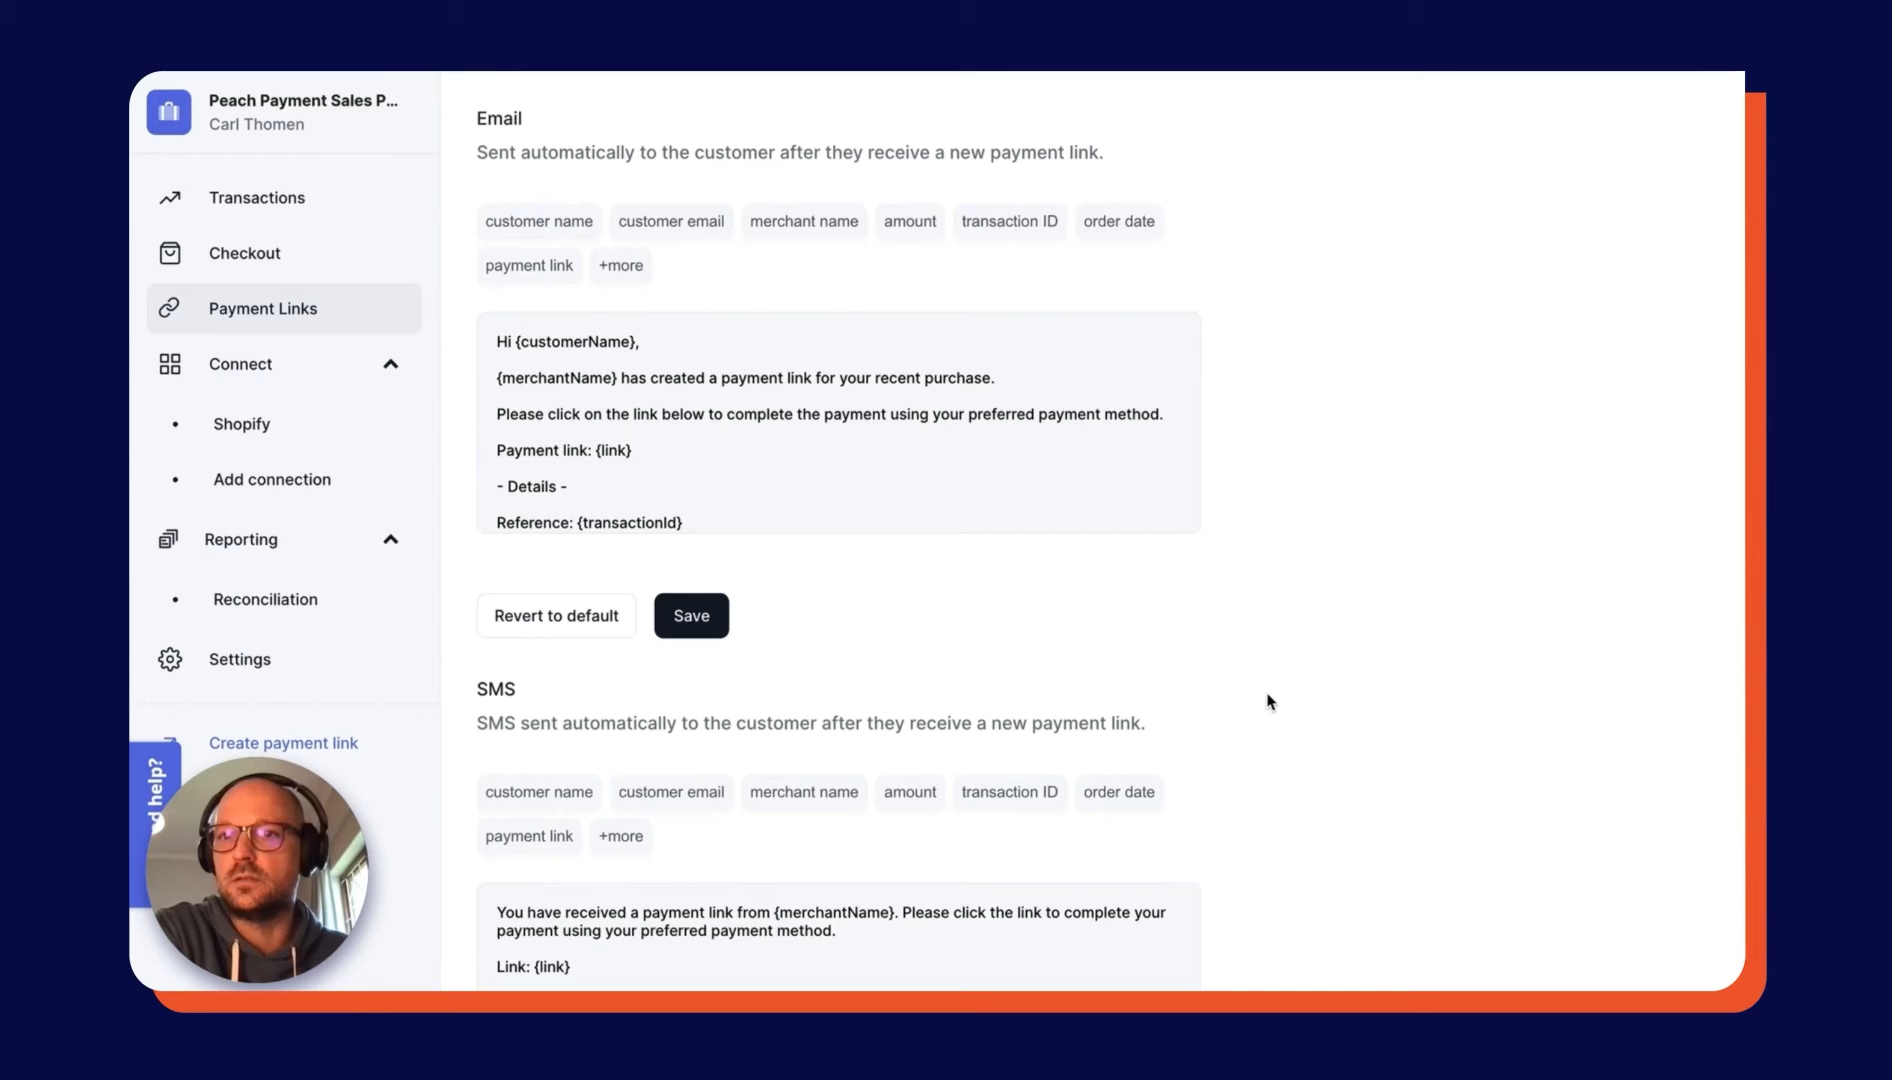 Peach Payment Sales P...
Carl Thomen
Transactions
Checkout
Payment Links
Connect
Shopify
Add connection
Reporting
Reconciliation
Settings
Create payment link
d help?
Email
Sent automatically to the customer after they receive a new payment link.
customer name customer email merchant name amount transaction ID order date
payment link +more
Hi {customerName},
{merchantName} has created a payment link for your recent purchase.
Please click on the link below to complete the payment using your preferred payment method.
Payment link: {link}
- Details -
Reference: {transactionId}
Revert to default Save
SMS
SMS sent automatically to the customer after they receive a new payment link.
customer name customer email merchant name amount transaction ID order date
payment link +more
You have received a payment link from {merchantName}. Please click the link to complete your
payment using your preferred payment method.
Link: {link}